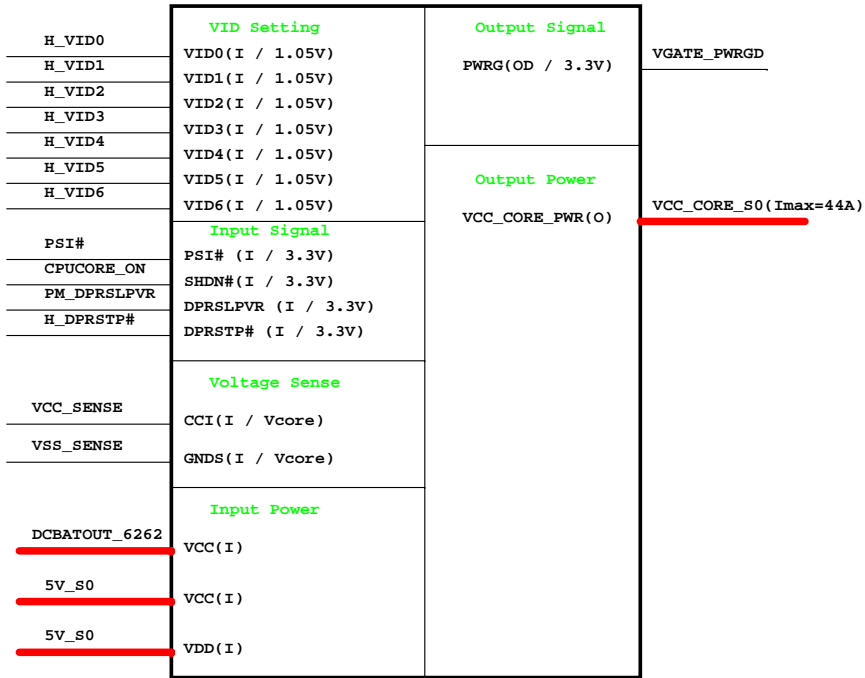 VID Setting
H_VID0
VID0(I / 1.05V)
H_VID1
VID1(I / 1.05V)
H_VID2
VID2(I / 1.05V)
H_VID3
VID3(I / 1.05V)
H_VID4
VID4(I / 1.05V)
H_VID5
VID5(I / 1.05V)
H_VID6
VID6(I / 1.05V)
Input Signal
PSI#
PSI# (I / 3.3V)
CPUCORE_ON
SHDN#(I / 3.3V)
PM_DPRSLPVR
DPRSLPVR (I / 3.3V)
H_DPRSTP#
DPRSTP# (I / 3.3V)
Voltage Sense
VCC_SENSE
CCI(I / Vcore)
VSS_SENSE
GNDS(I / Vcore)
Input Power
DCBATOUT_6262
VCC(I)
5V_S0
VCC(I)
5V_S0
VDD(I)
Output Signal
PWRG(OD / 3.3V)
VGATE_PWRGD
Output Power
VCC_CORE_PWR(O)
VCC_CORE_S0(Imax=44A)